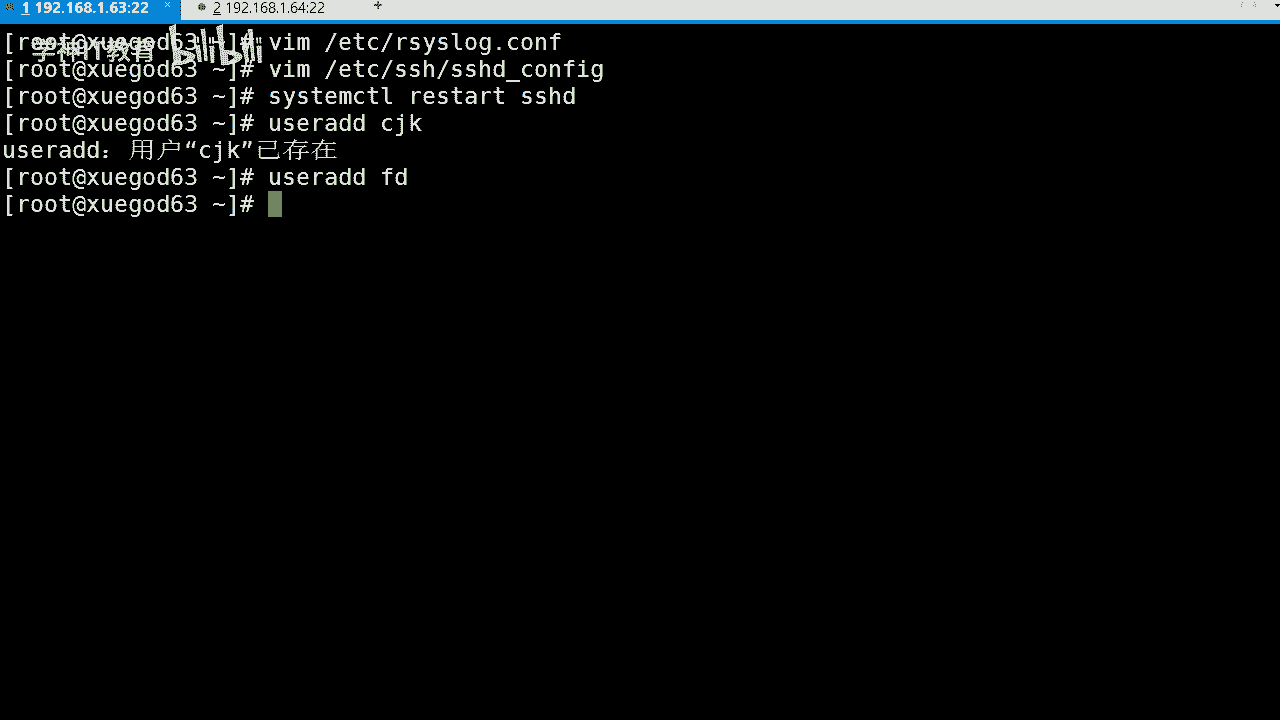 1 192.168.1.63:22 × 2 192.168.1.64:22 +
学神IT教育 bilibili
[root@xuegod63 ~]# vim /etc/rsyslog.conf
[root@xuegod63 ~]# vim /etc/ssh/sshd_config
[root@xuegod63 ~]# systemctl restart sshd
[root@xuegod63 ~]# useradd cjk
useradd：用户“cjk”已存在
[root@xuegod63 ~]# useradd fd
[root@xuegod63 ~]#